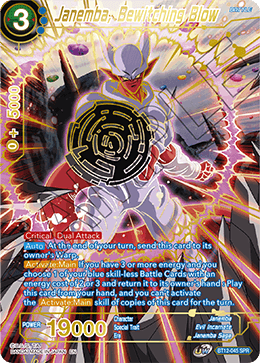 3
Janemba, Bewitching Blow
BATTLE
0 + 5000
Critical Dual Attack
Auto At the end of your turn, send this card to its
owner's Warp.
Activate Main If you have 3 or more energy and you
choose 1 of your blue skill-less Battle Cards with an
energy cost of 2 or 3 and return it to its owner's hand: Play
this card from your hand, and you can't activate
the Activate Main skill of copies of this card for the turn.
POWER 19000
Character Janemba
Special Trait Evil Incarnate
Era Janemba Saga
BT12-045 SPR